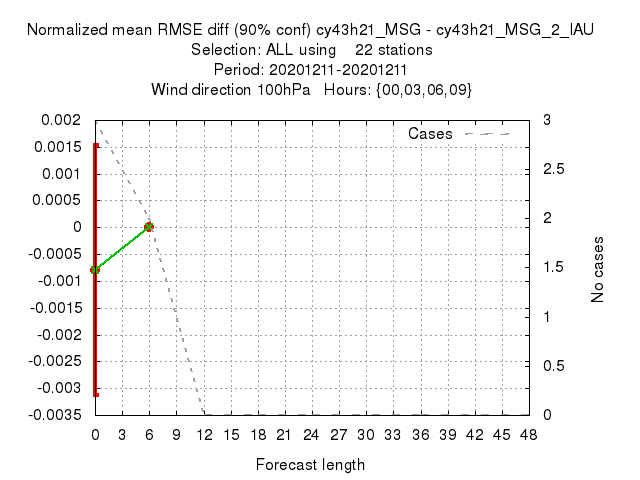 Normalized mean RMSE diff (90% conf) cy43h21_MSG - cy43h21_MSG_2_IAU
Selection: ALL using    22 stations
Period: 20201211-20201211
Wind direction 100hPa   Hours: {00,03,06,09}
Cases
0.002
0.0015
0.001
0.0005
0
-0.0005
-0.001
-0.0015
-0.002
-0.0025
-0.003
-0.0035
3
2.5
2
1.5
1
0.5
0
No cases
0 3 6 9 12 15 18 21 24 27 30 33 36 39 42 45 48
Forecast length